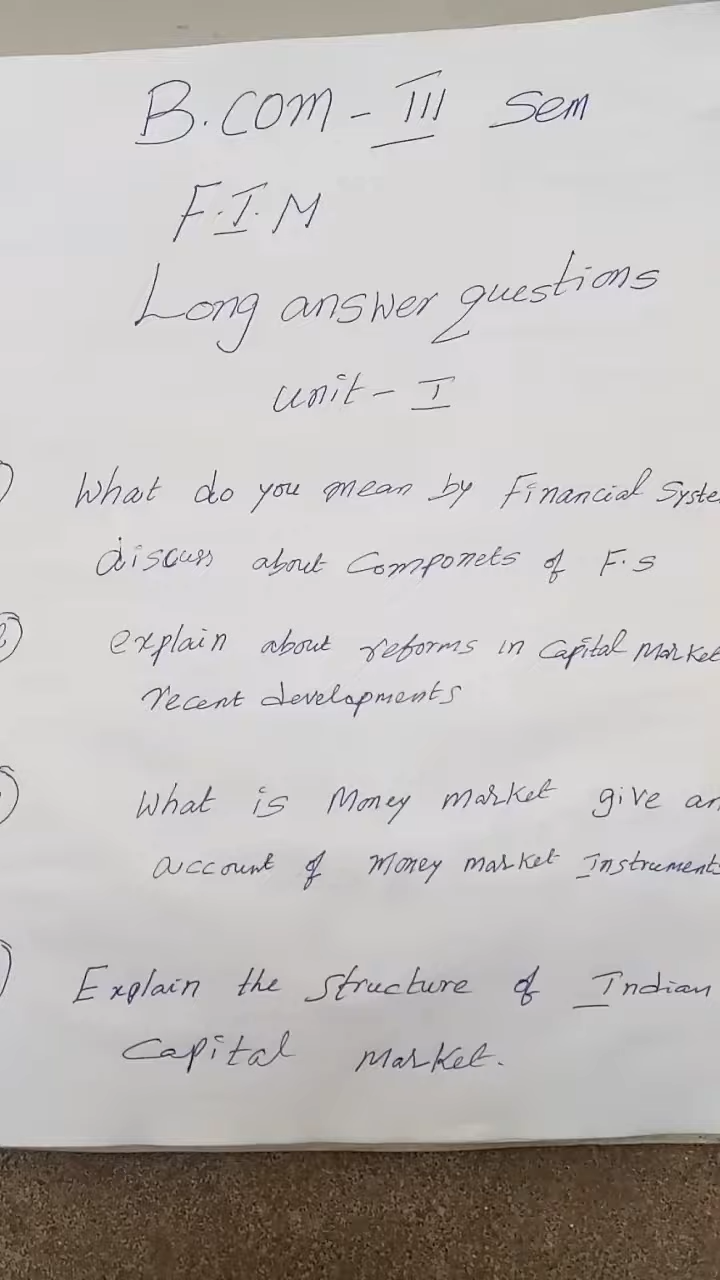 B.COM - III Sem
F.I.M
Long answer questions
unit - I
What do you mean by Financial Syste
discuss about Componets of F.S
explain about reforms in Capital Market
recent developments
What is Money market give an
account of Money market Instruments
Explain the structure of Indian
Capital Market.